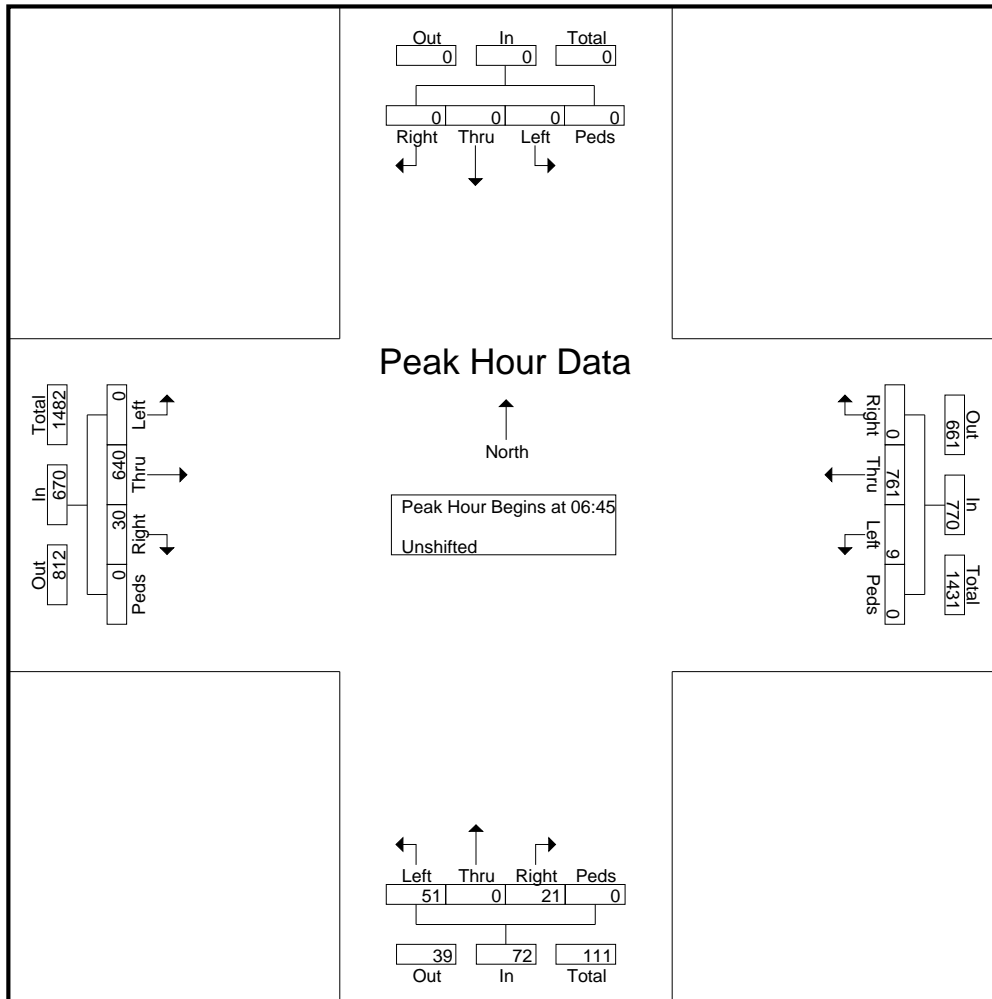 Out In Total
0 0 0
0 0 0 0
Right Thru Left Peds
Peak Hour Data
North
Peak Hour Begins at 06:45
Unshifted
Total In Out
1482 670 812
0 640 30 0
Left Thru Right Peds
Out In Total
661 770 1431
0 761 9 0
Right Thru Left Peds
Left Thru Right Peds
51 0 21 0
39 72 111
Out In Total